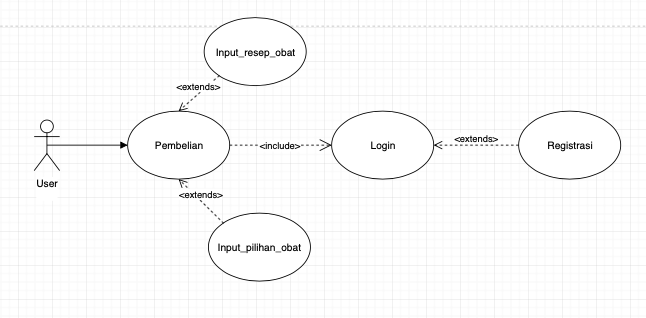 Input_resep_obat
<extends>
Pembelian
<include>
Login
<extends>
Registrasi
User
<extends>
Input_pilihan_obat